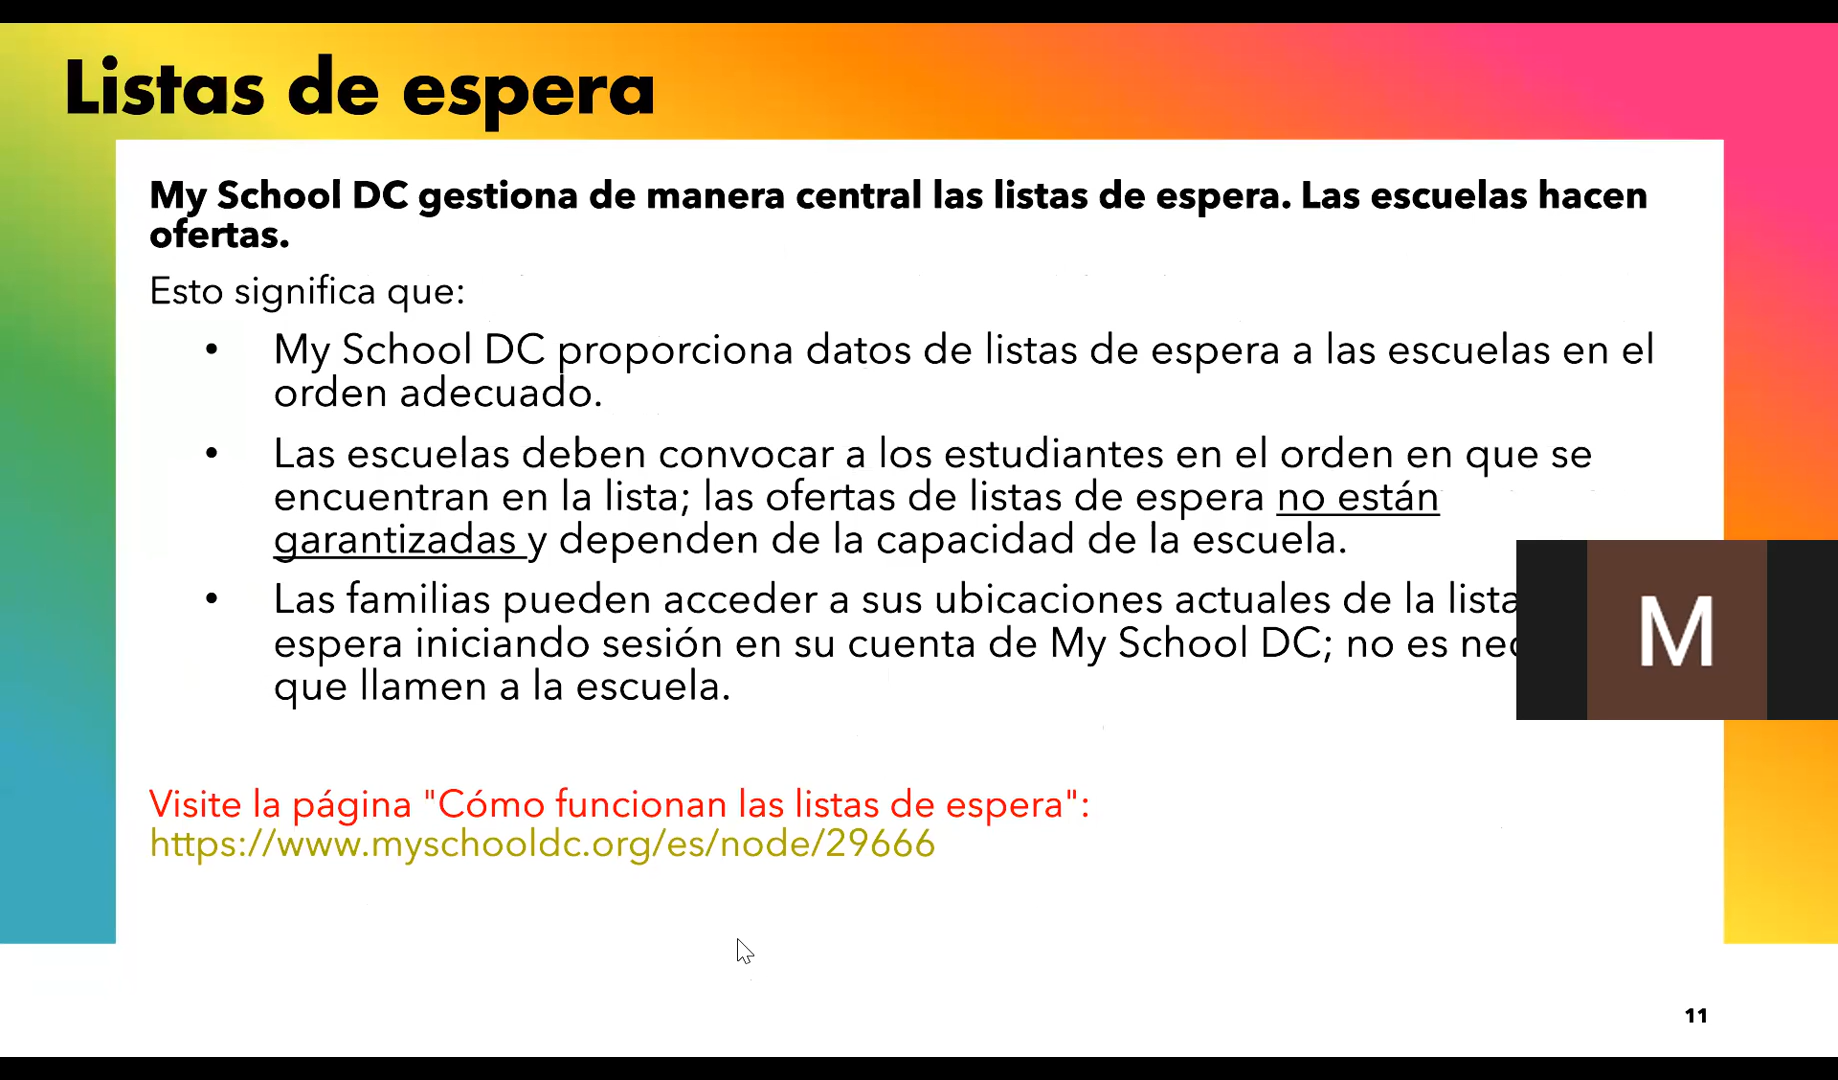 Listas de espera
My School DC gestiona de manera central las listas de espera. Las escuelas hacen
ofertas.
Esto significa que:
• My School DC proporciona datos de listas de espera a las escuelas en el
orden adecuado.
• Las escuelas deben convocar a los estudiantes en el orden en que se
encuentran en la lista; las ofertas de listas de espera no están
garantizadas y dependen de la capacidad de la escuela.
• Las familias pueden acceder a sus ubicaciones actuales de la lista
espera iniciando sesión en su cuenta de My School DC; no es
que llamen a la escuela.
M
Visite la página "Cómo funcionan las listas de espera":
https://www.myschooldc.org/es/node/29666
11